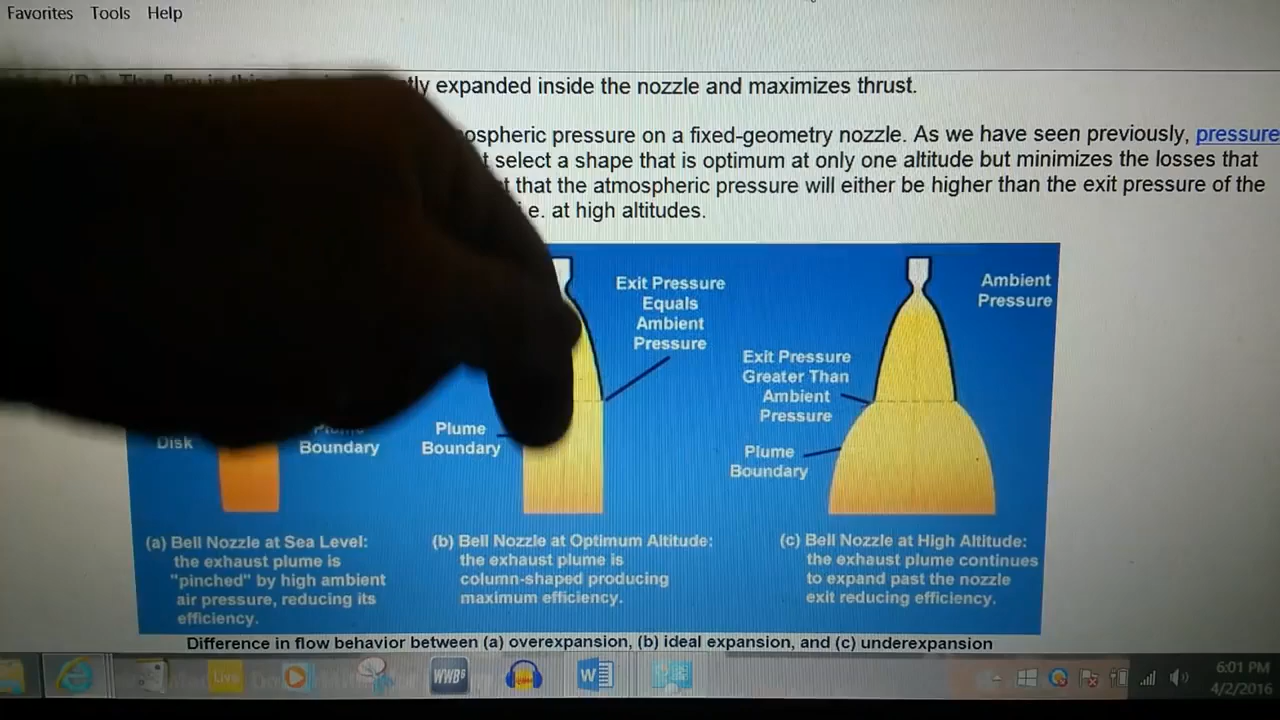 Favorites Tools Help
expanded inside the nozzle and maximizes thrust.
pressure on a fixed-geometry nozzle. As we have seen previously, pressure
select a shape that is optimum at only one altitude but minimizes the losses that
that the atmospheric pressure will either be higher than the exit pressure of the
at high altitudes.
Exit Pressure
Equals
Ambient
Pressure
Ambient
Pressure
Exit Pressure
Greater Than
Ambient
Pressure
Disk
Plume
Boundary
Plume
Boundary
Plume
Boundary
(a) Bell Nozzle at Sea Level:
the exhaust plume is
"pinched" by high ambient
air pressure, reducing its
efficiency.
(b) Bell Nozzle at Optimum Altitude:
the exhaust plume is
column-shaped producing
maximum efficiency.
(c) Bell Nozzle at High Altitude:
the exhaust plume continues
to expand past the nozzle
exit reducing efficiency.
Difference in flow behavior between (a) overexpansion, (b) ideal expansion, and (c) underexpansion
Live
WWB6
W
6:01 PM
4/2/2016